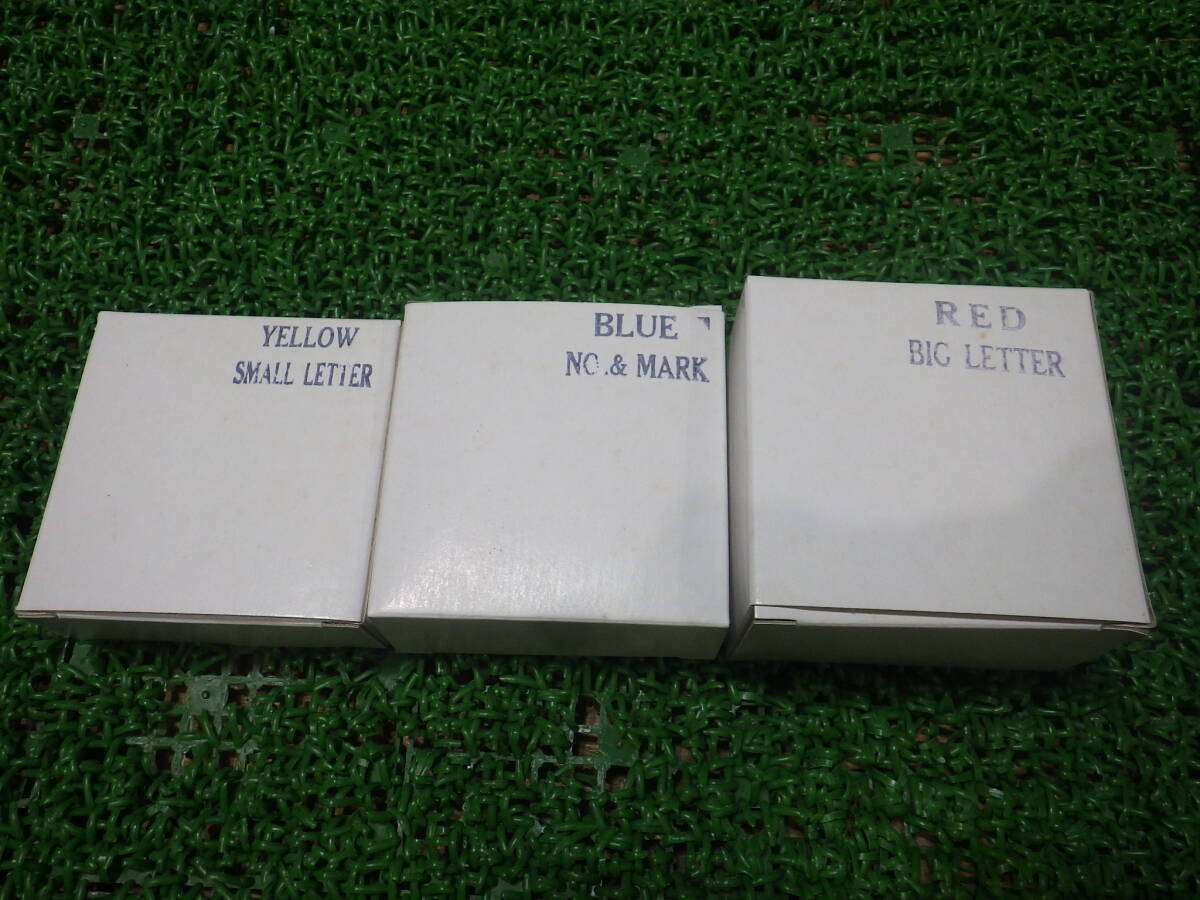 YELLOW
SMALL LETTER
BLUE
NO.& MARK
RED
BIG LETTER